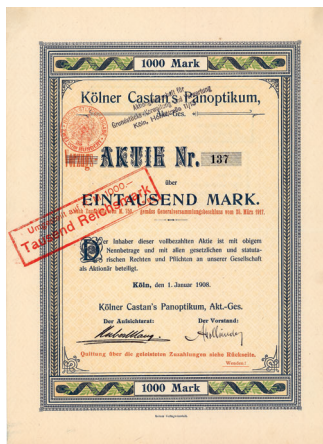 1000 Mark
Kölner Castan's Panoptikum,
Akt.-Ges.
AKTIE Nr. 137
über
EINTAUSEND MARK.
gemäss Generalversammlungsbeschluss vom 31. März 1917.
Tausend Reichsmark
Der Inhaber dieser vollbezahlten Aktie ist mit obigem
Nennbetrage und mit allen gesetzlichen und statuta-
rischen Rechten und Pflichten an unserer Gesellschaft
als Aktionär beteiligt.
Köln, den 1. Januar 1908.
Kölner Castan's Panoptikum, Akt.-Ges.
Der Aufsichtsrat: Der Vorstand:
Quittung über die geleisteten Zuzahlungen siehe Rückseite.
1000 Mark